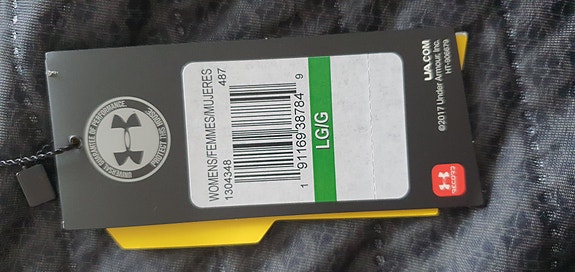 UNIVERSAL GUARANTEE OF PERFORMANCE.
PROTECT THIS HOUSE.
WOMENS/FEMMES/MUJERES
1304348 487
1 91169 38784 9
LG/G
UA.COM
©2017 Under Armour, Inc.